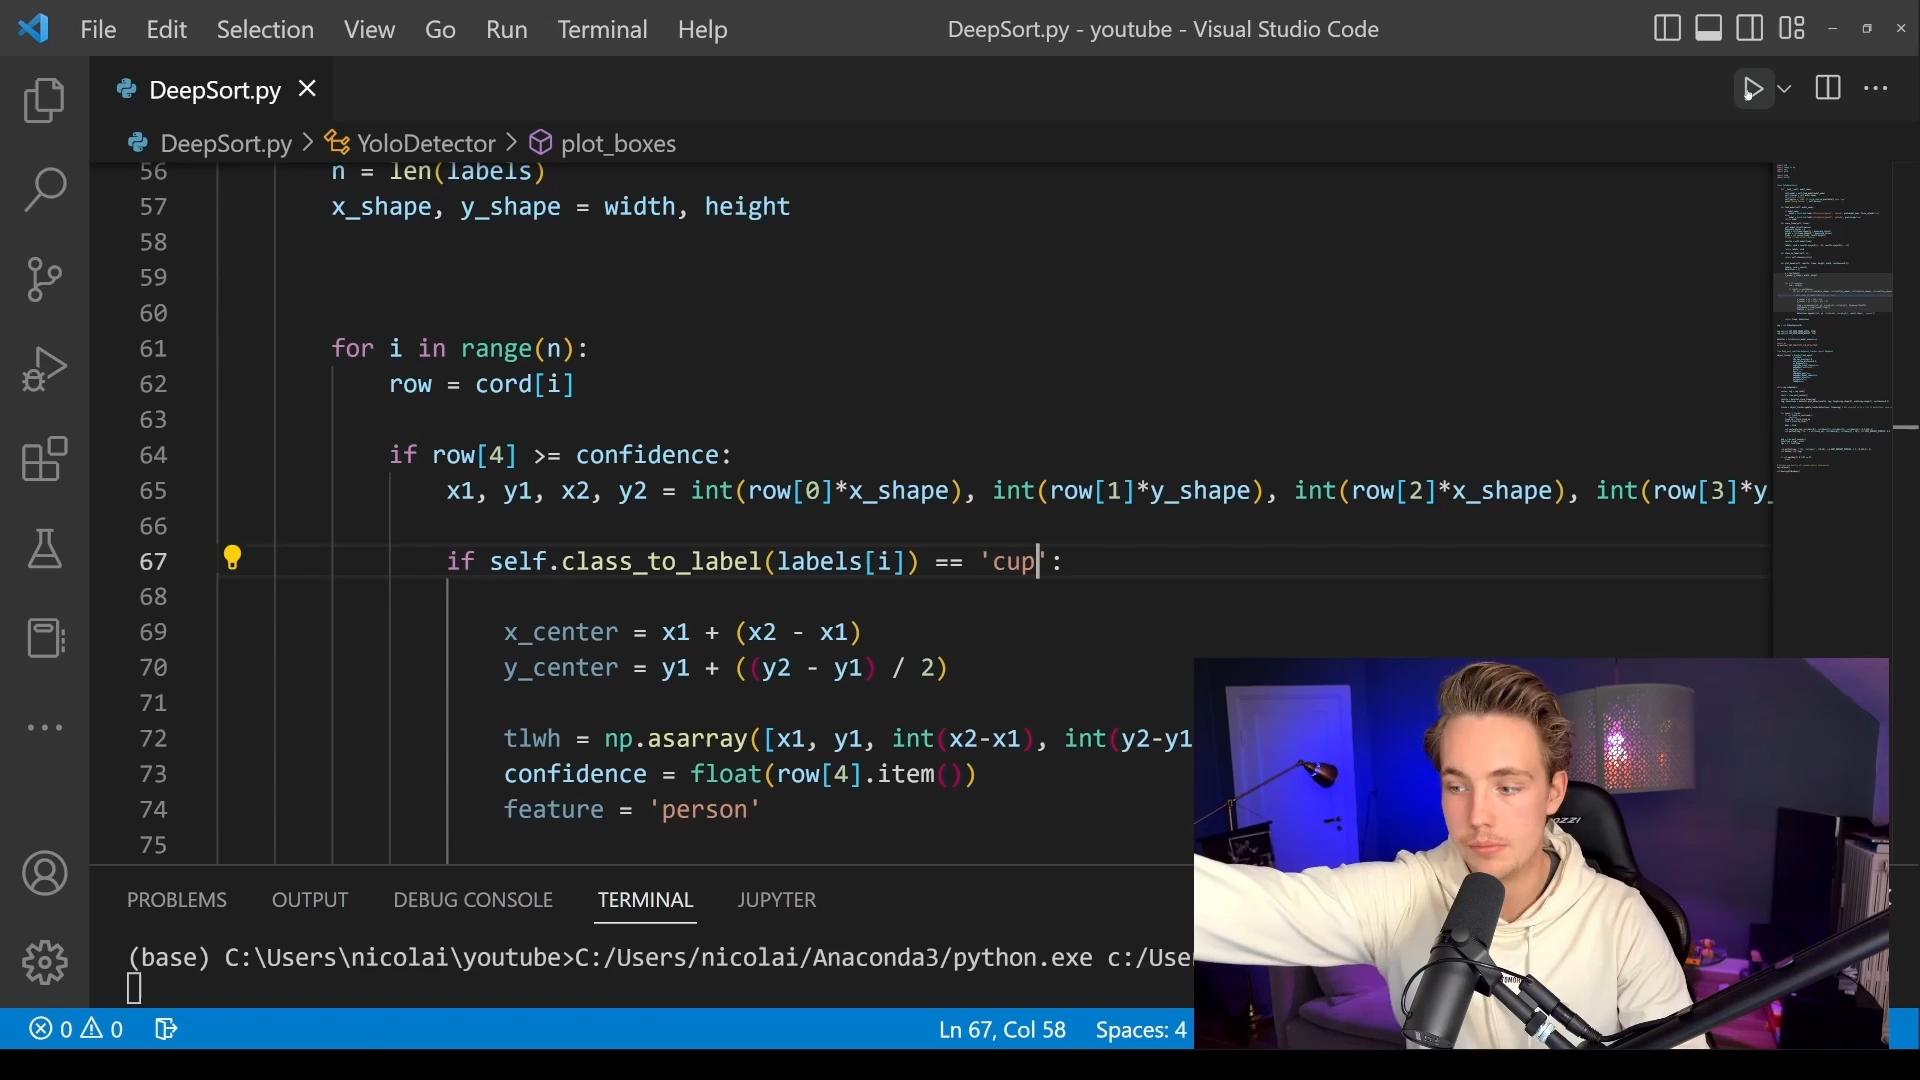 File Edit Selection View Go Run Terminal Help DeepSort.py - youtube - Visual Studio Code
DeepSort.py
DeepSort.py > YoloDetector > plot_boxes
56 n = len(labels)
57 x_shape, y_shape = width, height
58
59
60
61 for i in range(n):
62 row = cord[i]
63
64 if row[4] >= confidence:
65 x1, y1, x2, y2 = int(row[0]*x_shape), int(row[1]*y_shape), int(row[2]*x_shape), int(row[3]*y_
66
67 if self.class_to_label(labels[i]) == 'cup':
68
69 x_center = x1 + (x2 - x1)
70 y_center = y1 + ((y2 - y1) / 2)
71
72 tlwh = np.asarray([x1, y1, int(x2-x1), int(y2-y1
73 confidence = float(row[4].item())
74 feature = 'person'
75
PROBLEMS OUTPUT DEBUG CONSOLE TERMINAL JUPYTER
(base) C:\Users\nicolai\youtube>C:/Users/nicolai/Anaconda3/python.exe c:/Use
0 0 Ln 67, Col 58 Spaces: 4